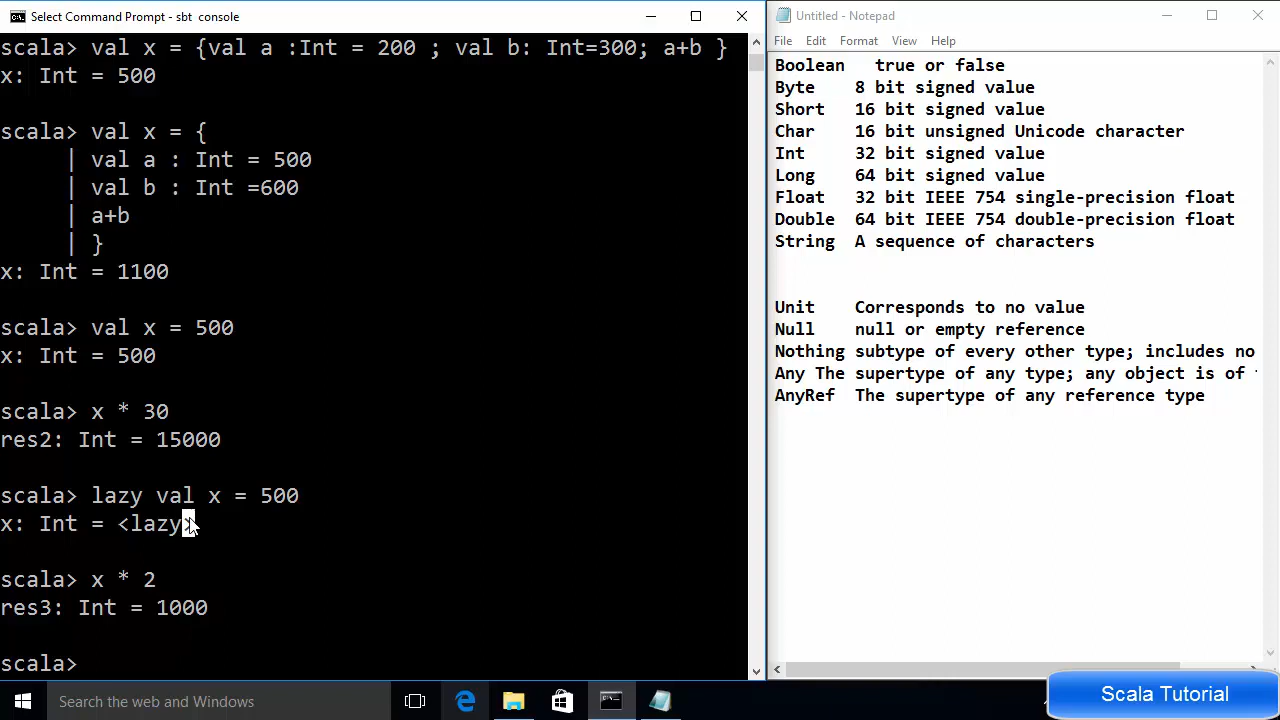 Select Command Prompt - sbt  console
scala> val x = {val a :Int = 200 ; val b: Int=300; a+b }
x: Int = 500
scala> val x = {
| val a : Int = 500
| val b : Int =600
| a+b
| }
x: Int = 1100
scala> val x = 500
x: Int = 500
scala> x * 30
res2: Int = 15000
scala> lazy val x = 500
x: Int = <lazy>
scala> x * 2
res3: Int = 1000
scala>
Untitled - Notepad
File Edit Format View Help
Boolean   true or false
Byte    8 bit signed value
Short   16 bit signed value
Char    16 bit unsigned Unicode character
Int     32 bit signed value
Long    64 bit signed value
Float   32 bit IEEE 754 single-precision float
Double  64 bit IEEE 754 double-precision float
String  A sequence of characters
Unit    Corresponds to no value
Null    null or empty reference
Nothing subtype of every other type; includes no
Any The supertype of any type; any object is of
AnyRef  The supertype of any reference type
Search the web and Windows
Scala Tutorial